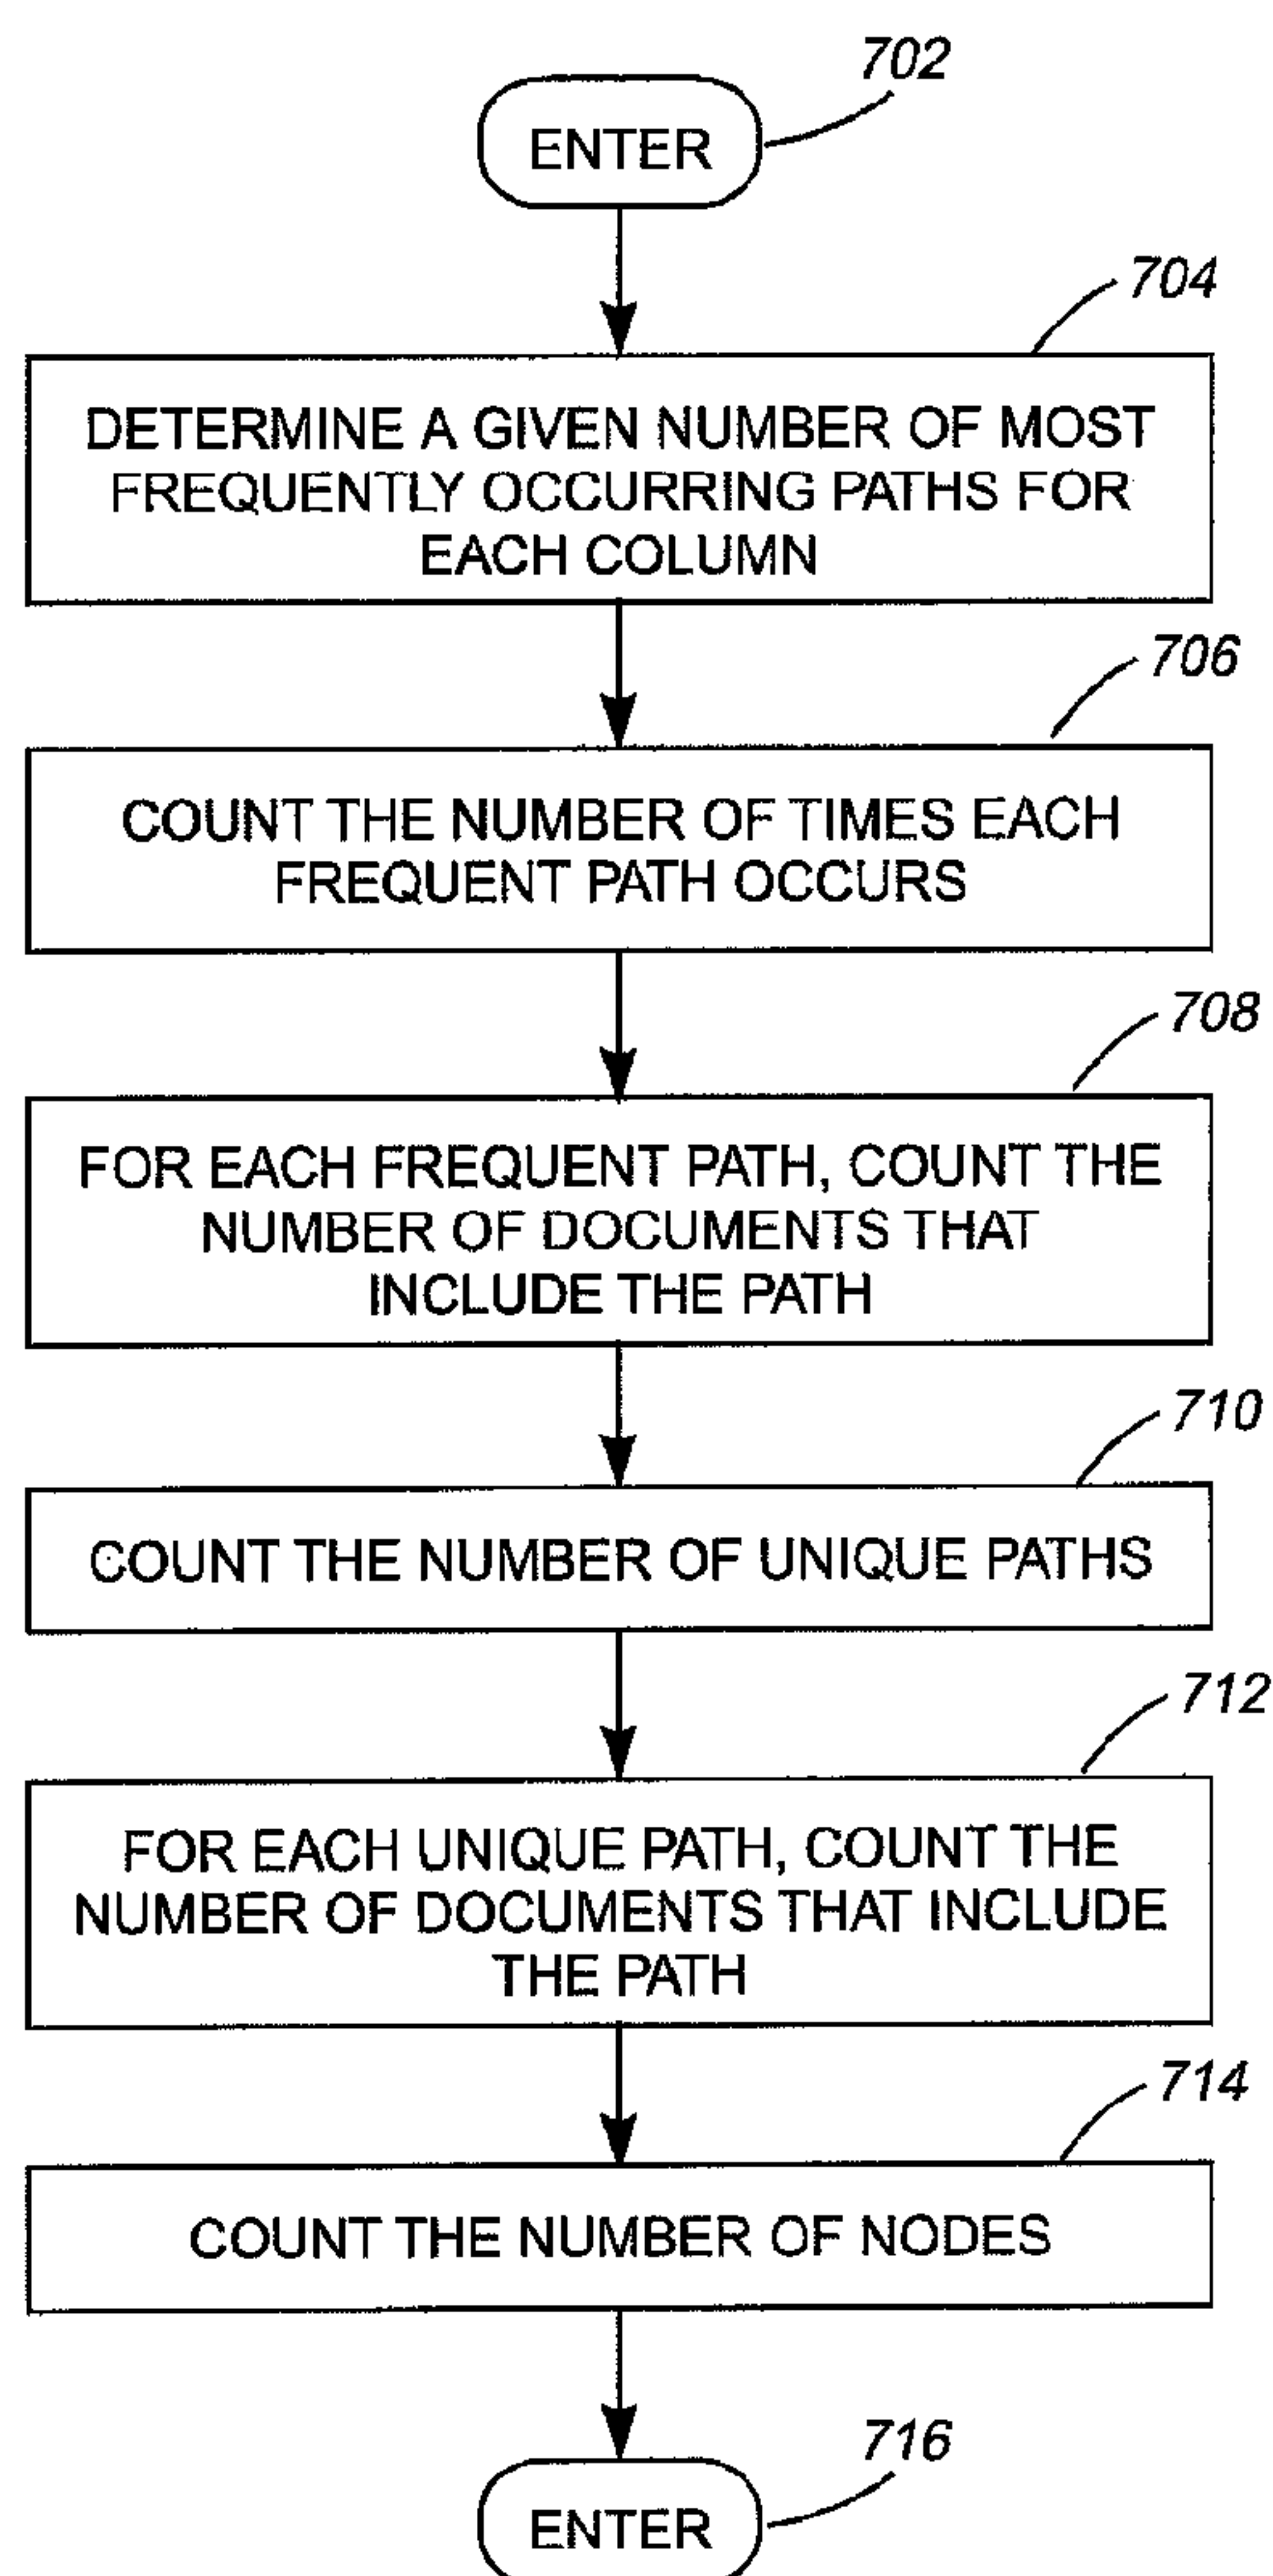 702
ENTER
704
DETERMINE A GIVEN NUMBER OF MOST
FREQUENTLY OCCURRING PATHS FOR
EACH COLUMN
706
COUNT THE NUMBER OF TIMES EACH
FREQUENT PATH OCCURS
708
FOR EACH FREQUENT PATH, COUNT THE
NUMBER OF DOCUMENTS THAT
INCLUDE THE PATH
710
COUNT THE NUMBER OF UNIQUE PATHS
712
FOR EACH UNIQUE PATH, COUNT THE
NUMBER OF DOCUMENTS THAT INCLUDE
THE PATH
714
COUNT THE NUMBER OF NODES
716
ENTER